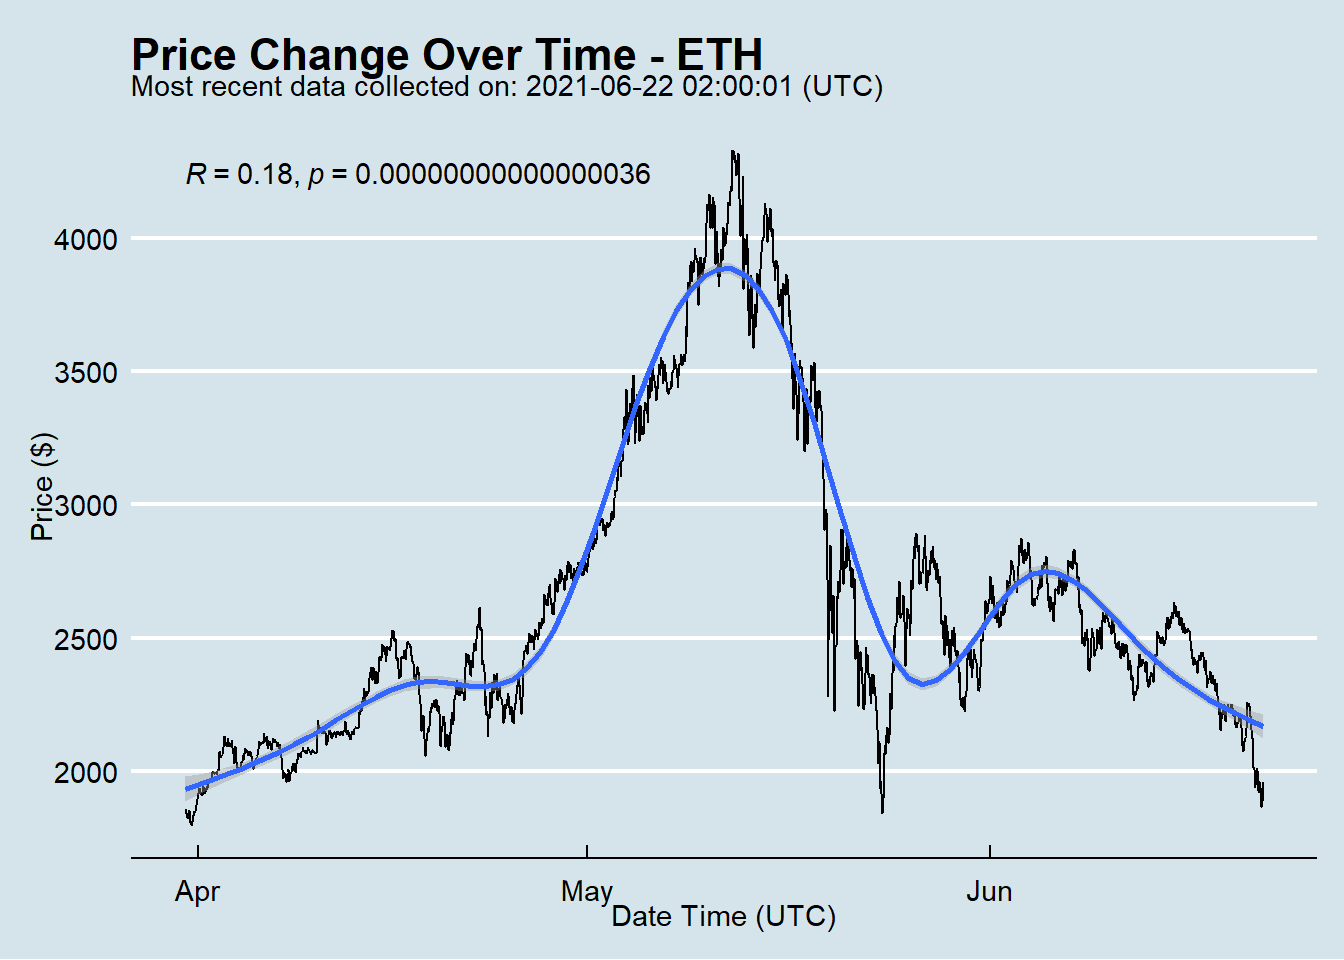 Price Change Over Time - ETH
Most recent data collected on: 2021-06-22 02:00:01 (UTC)
R = 0.18, p = 0.00000000000000036
4000
3500
3000
2500
2000
Price ($)
Apr
May
Jun
Date Time (UTC)